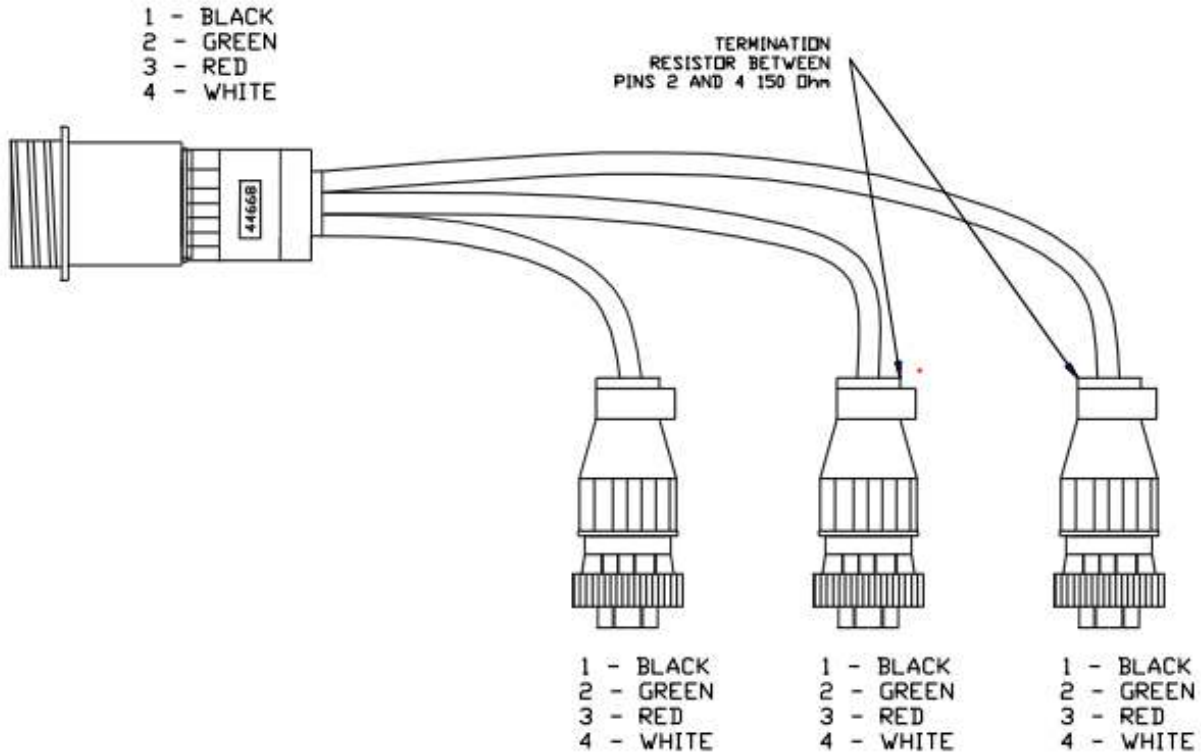 1 - BLACK
2 - GREEN
3 - RED
4 - WHITE
TERMINATION
RESISTOR BETWEEN
PINS 2 AND 4 150 Ohm
44668
1 - BLACK
2 - GREEN
3 - RED
4 - WHITE
1 - BLACK
2 - GREEN
3 - RED
4 - WHITE
1 - BLACK
2 - GREEN
3 - RED
4 - WHITE